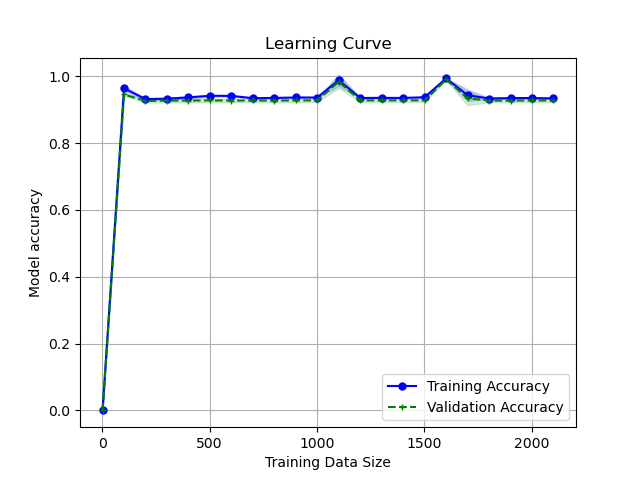 Learning Curve
1.0
0.8
0.6
0.4
0.2
0.0
Model accuracy
Training Accuracy
Validation Accuracy
0 500 1000 1500 2000
Training Data Size